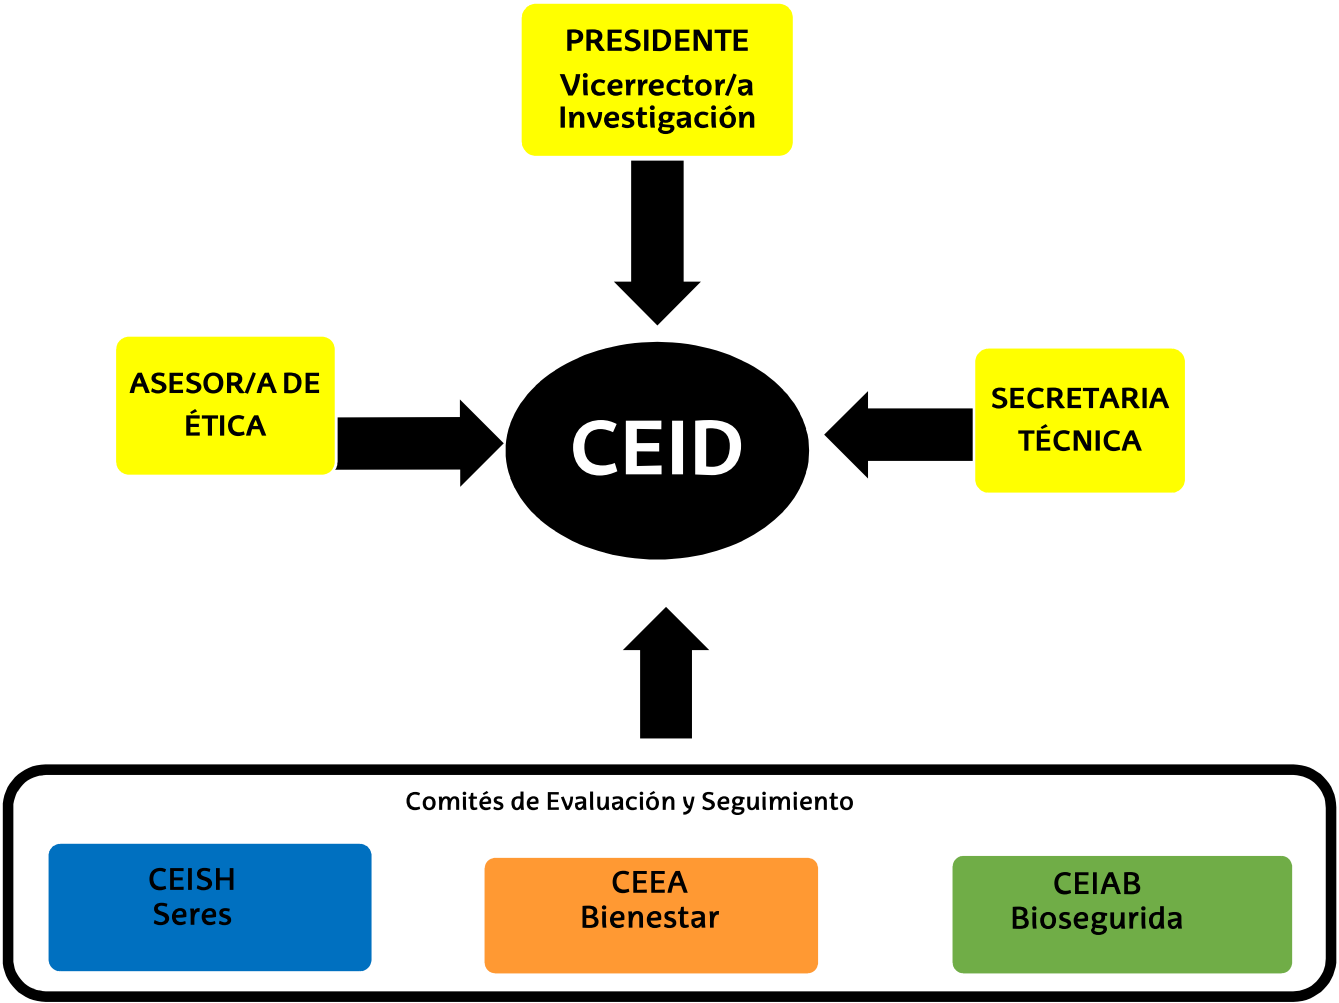 PRESIDENTE
Vicerrector/a
Investigación
ASESOR/A DE
ÉTICA
CEID
SECRETARIA
TÉCNICA
Comités de Evaluación y Seguimiento
CEISH
Seres
CEEA
Bienestar
CEIAB
Biosegurida